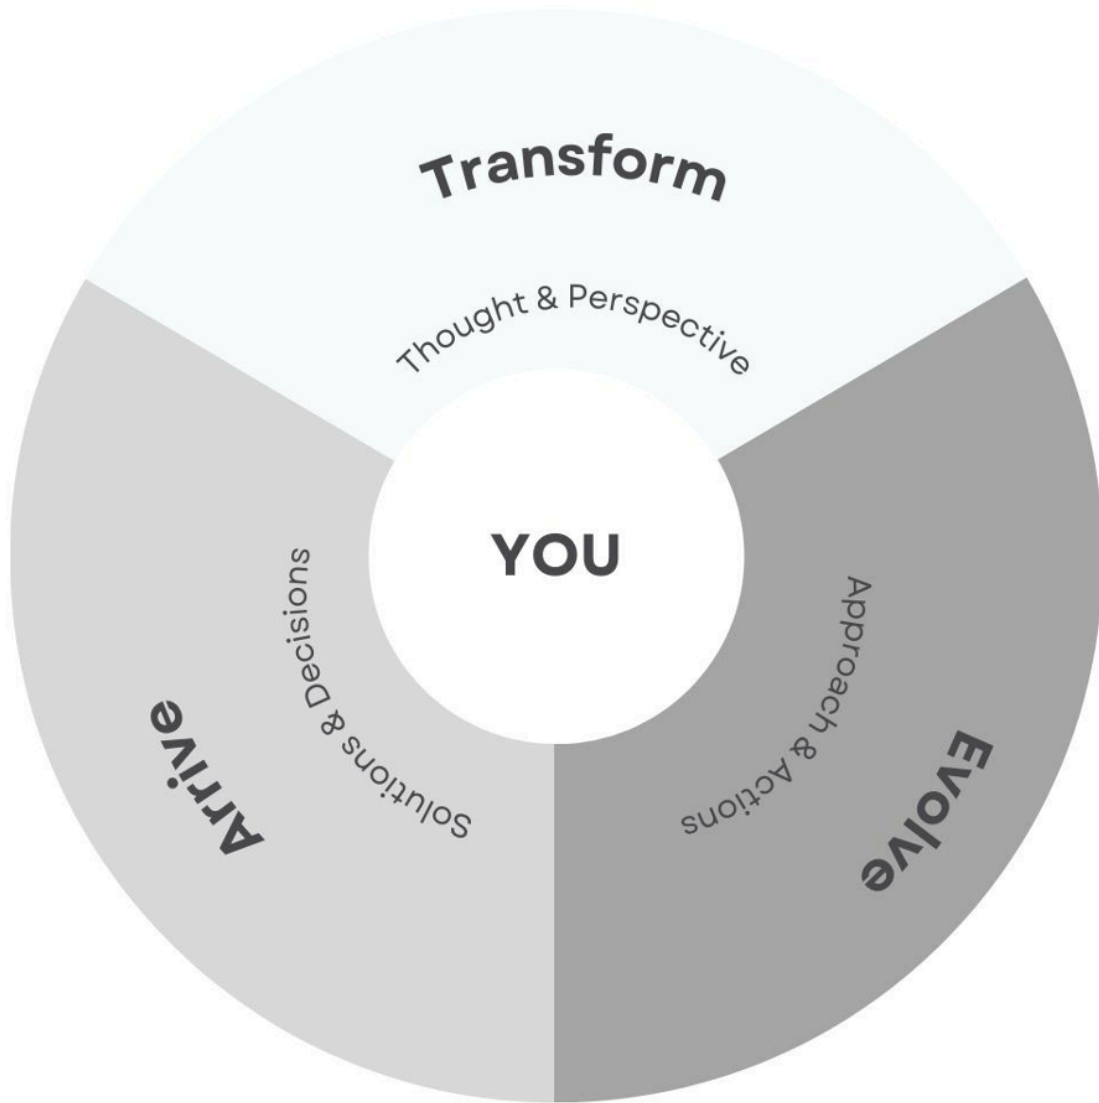 Transform
Thought & Perspective
YOU
Approach & Actions
Evolve
Solutions & Decisions
Arrive